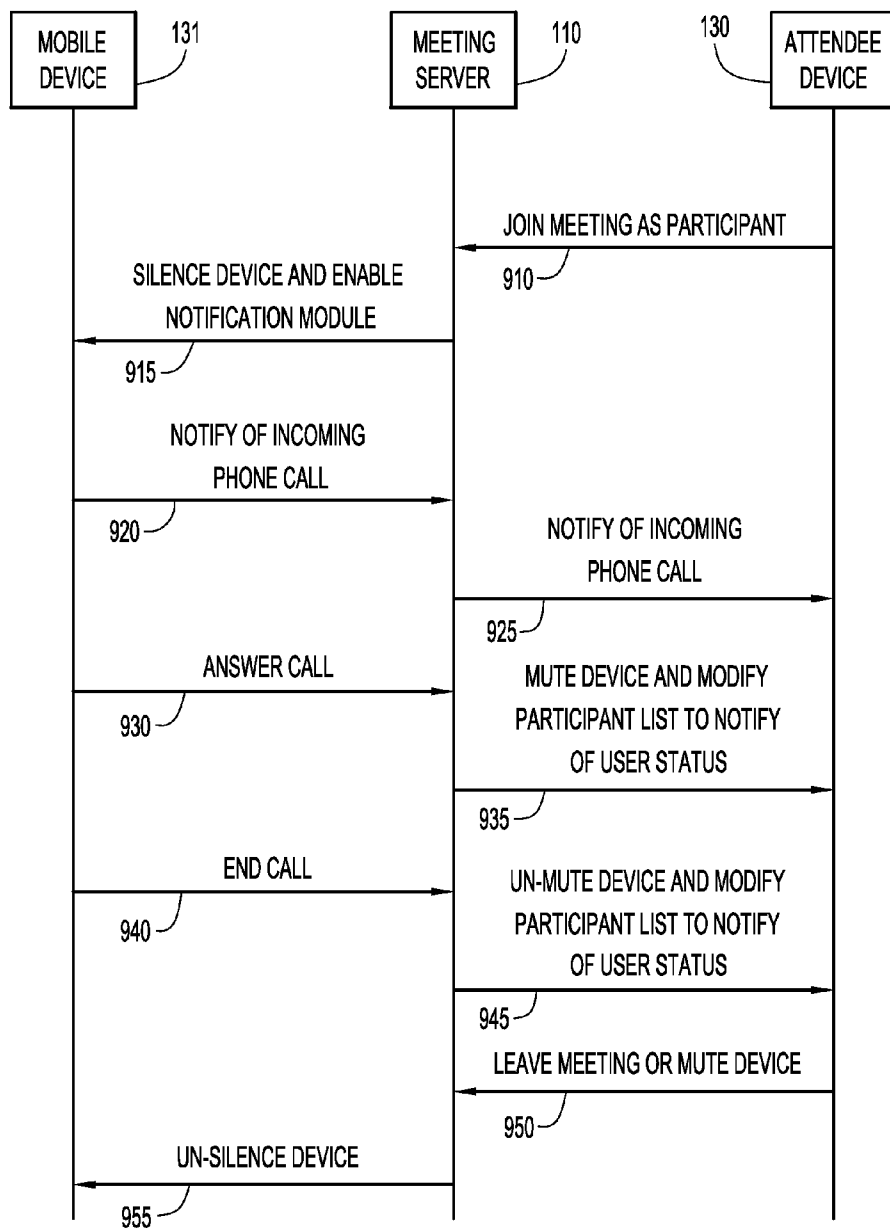 MOBILE
DEVICE
131
MEETING
SERVER
110
130
ATTENDEE
DEVICE
JOIN MEETING AS PARTICIPANT
910
SILENCE DEVICE AND ENABLE
NOTIFICATION MODULE
915
NOTIFY OF INCOMING
PHONE CALL
920
NOTIFY OF INCOMING
PHONE CALL
925
ANSWER CALL
930
MUTE DEVICE AND MODIFY
PARTICIPANT LIST TO NOTIFY
OF USER STATUS
935
END CALL
940
UN-MUTE DEVICE AND MODIFY
PARTICIPANT LIST TO NOTIFY
OF USER STATUS
945
LEAVE MEETING OR MUTE DEVICE
950
UN-SILENCE DEVICE
955